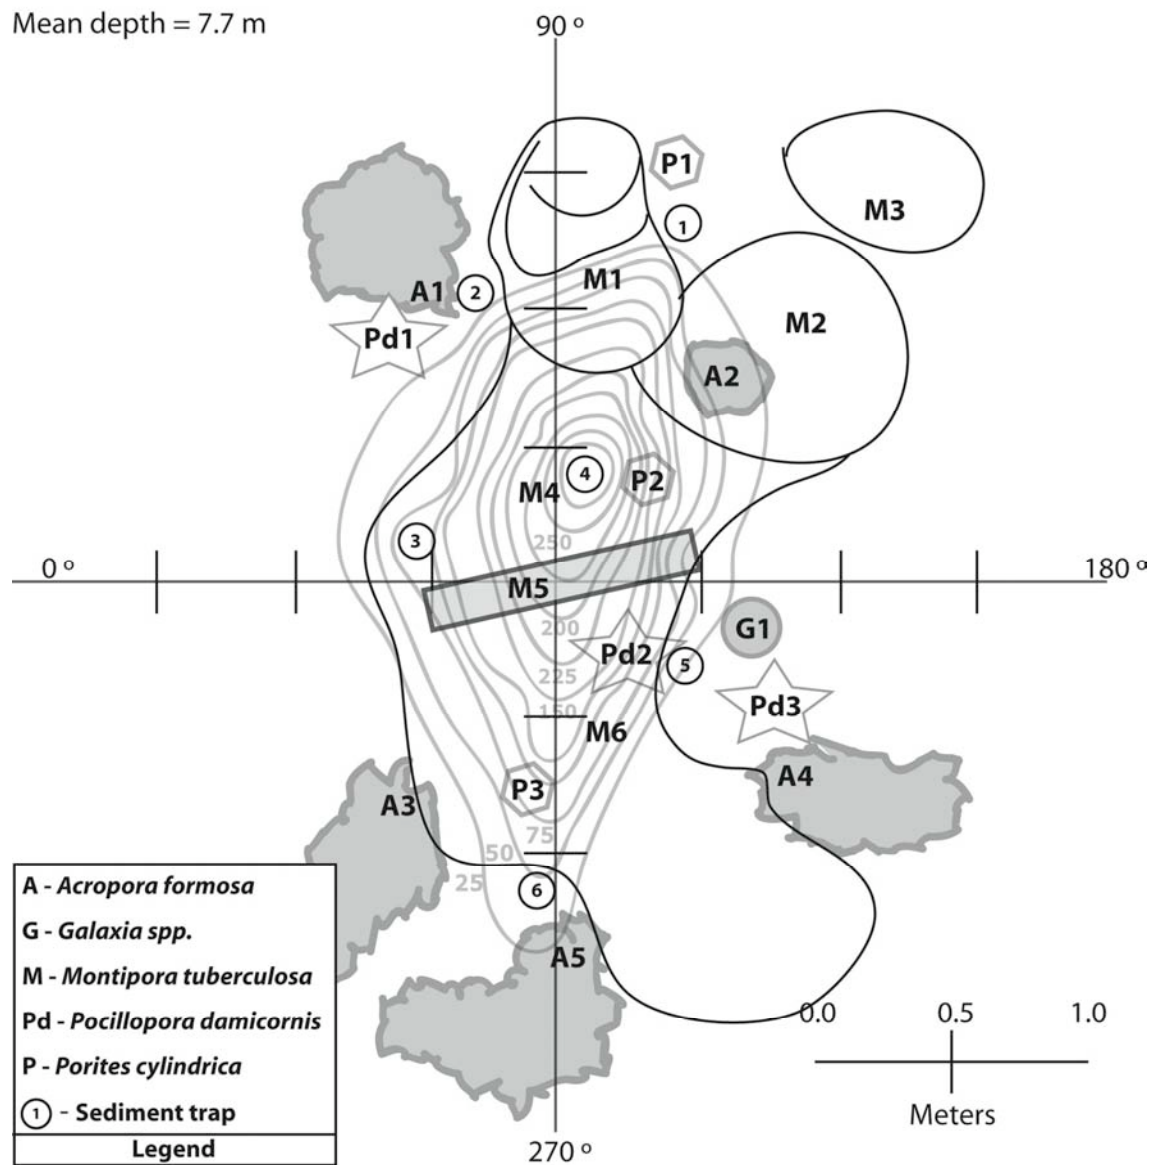 Mean depth = 7.7 m
90 º
P1
M3
1
M1
A1
2
M2
Pd1
A2
4
P2
M4
3
250
0 º
180 º
M5
200
G1
Pd2
5
225
Pd3
150
M6
A4
P3
A3
75
50
25
6
A5
A - Acropora formosa
G - Galaxia spp.
M - Montipora tuberculosa
Pd - Pocillopora damicornis
P - Porites cylindrica
1 - Sediment trap
Legend
0.0 0.5 1.0
Meters
270 º